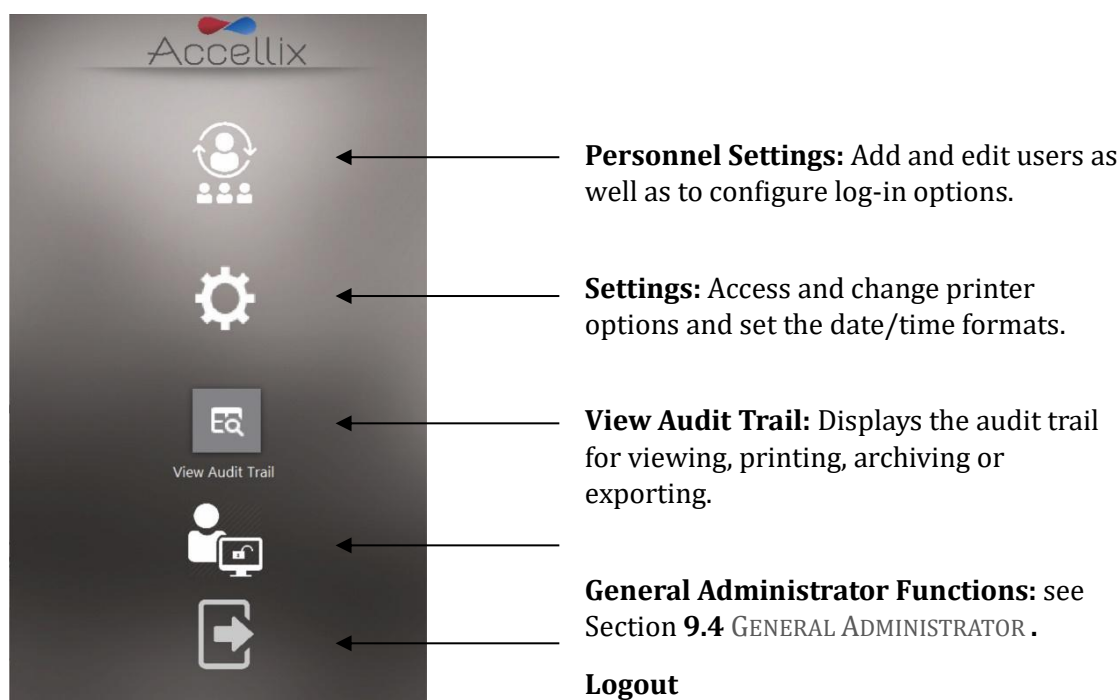 Accellix
Personnel Settings: Add and edit users as
well as to configure log-in options.
Settings: Access and change printer
options and set the date/time formats.
View Audit Trail: Displays the audit trail
for viewing, printing, archiving or
exporting.
View Audit Trail
General Administrator Functions: see
Section 9.4 GENERAL ADMINISTRATOR .
Logout